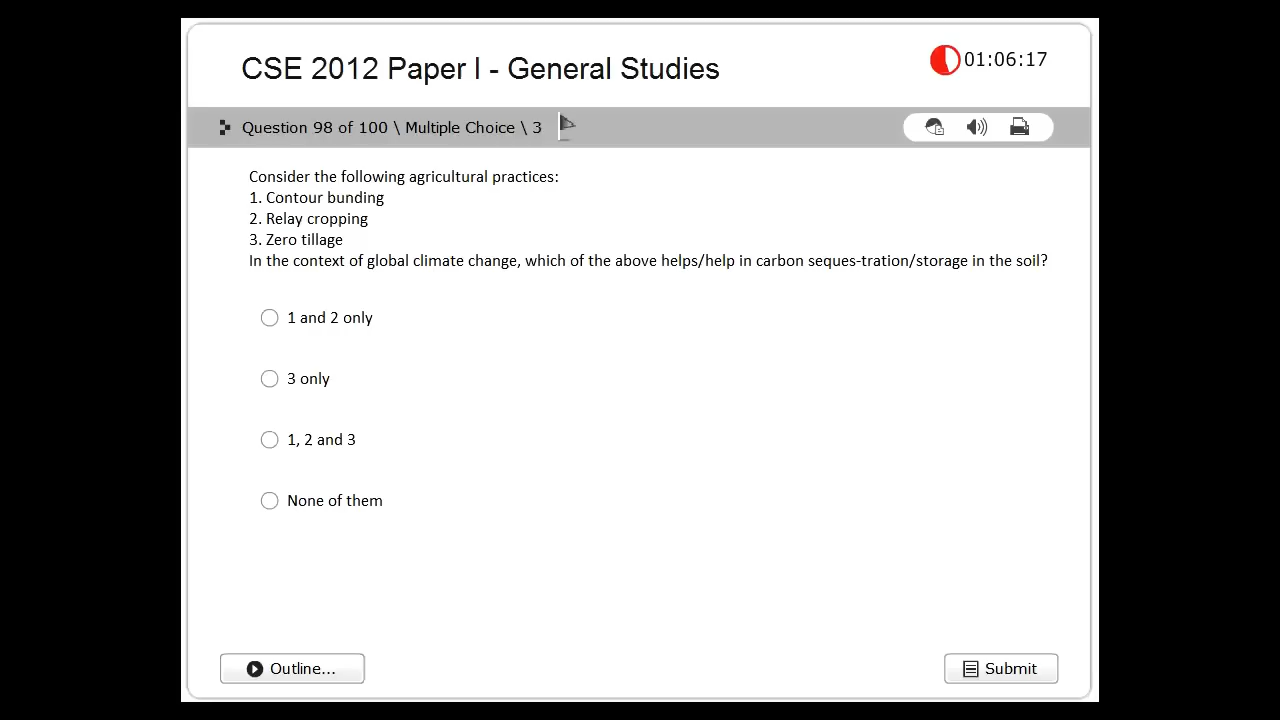 CSE 2012 Paper I - General Studies
01:06:17
Question 98 of 100 \ Multiple Choice \ 3
Consider the following agricultural practices:
1. Contour bunding
2. Relay cropping
3. Zero tillage
In the context of global climate change, which of the above helps/help in carbon seques-tration/storage in the soil?
1 and 2 only
3 only
1, 2 and 3
None of them
Outline...
Submit